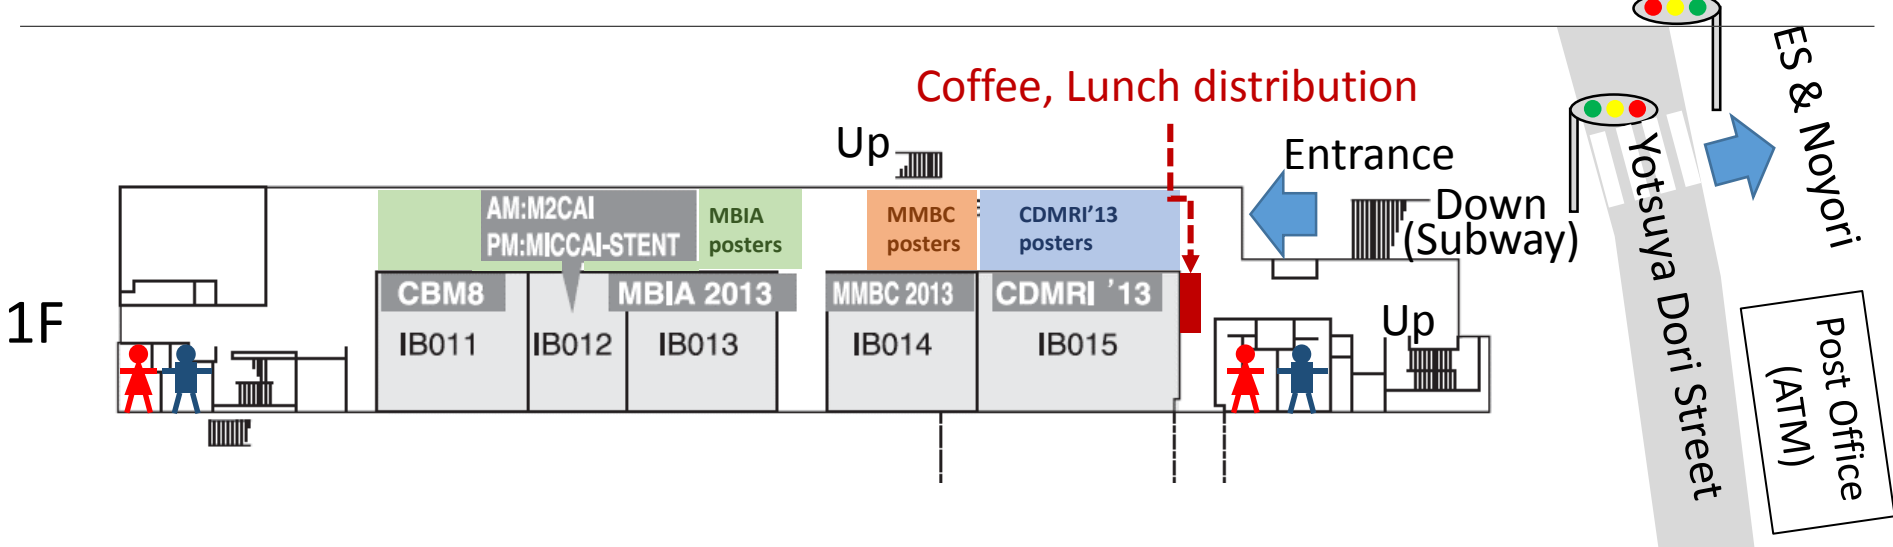 Coffee, Lunch distribution
Up
Entrance
Down
(Subway)
ES & Noyori
Yotsuya Dori Street
Post Office
(ATM)
AM:M2CAI
PM:MICCAI-STENT
MBIA
posters
MMBC
posters
CDMRI'13
posters
1F
CBM8
MBIA 2013
MMBC 2013
CDMRI '13
IB011
IB012
IB013
IB014
IB015
Up